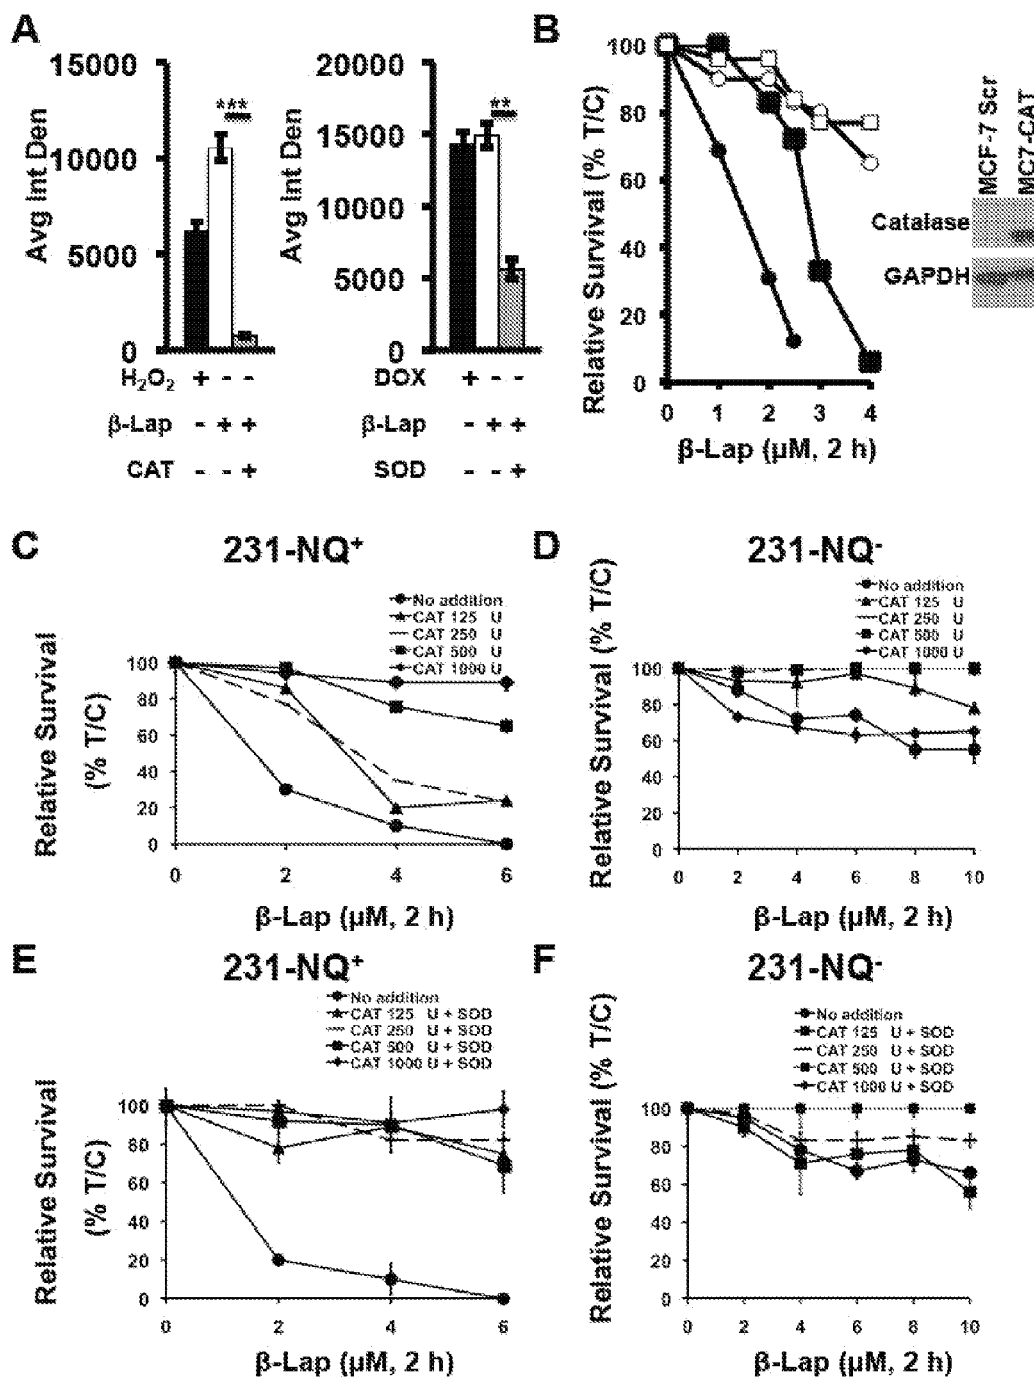 A
Avg Int Den
15000
10000
5000
0
***
H₂O₂ + - -
β-Lap - + +
CAT - - +
Avg Int Den
20000
15000
10000
5000
0
**
DOX + - -
β-Lap - + +
SOD - - +
B
Relative Survival (% T/C)
100
80
60
40
20
0
0 1 2 3 4
β-Lap (µM, 2 h)
MCF-7 Scr
MC7-CAT
Catalase
GAPDH
C
231-NQ⁺
No addition
CAT 125 U
CAT 250 U
CAT 500 U
CAT 1000 U
Relative Survival
(% T/C)
100
80
60
40
20
0
0 2 4 6
β-Lap (µM, 2 h)
D
231-NQ⁻
No addition
CAT 125 U
CAT 250 U
CAT 500 U
CAT 1000 U
Relative Survival (% T/C)
100
80
60
40
20
0
0 2 4 6 8 10
β-Lap (µM, 2 h)
E
231-NQ⁺
No addition
CAT 125 U + SOD
CAT 250 U + SOD
CAT 500 U + SOD
CAT 1000 U + SOD
Relative Survival
(% T/C)
100
80
60
40
20
0
0 2 4 6
β-Lap (µM, 2 h)
F
231-NQ⁻
No addition
CAT 125 U + SOD
CAT 250 U + SOD
CAT 500 U + SOD
CAT 1000 U + SOD
Relative Survival (% T/C)
100
80
60
40
20
0
0 2 4 6 8 10
β-Lap (µM, 2 h)